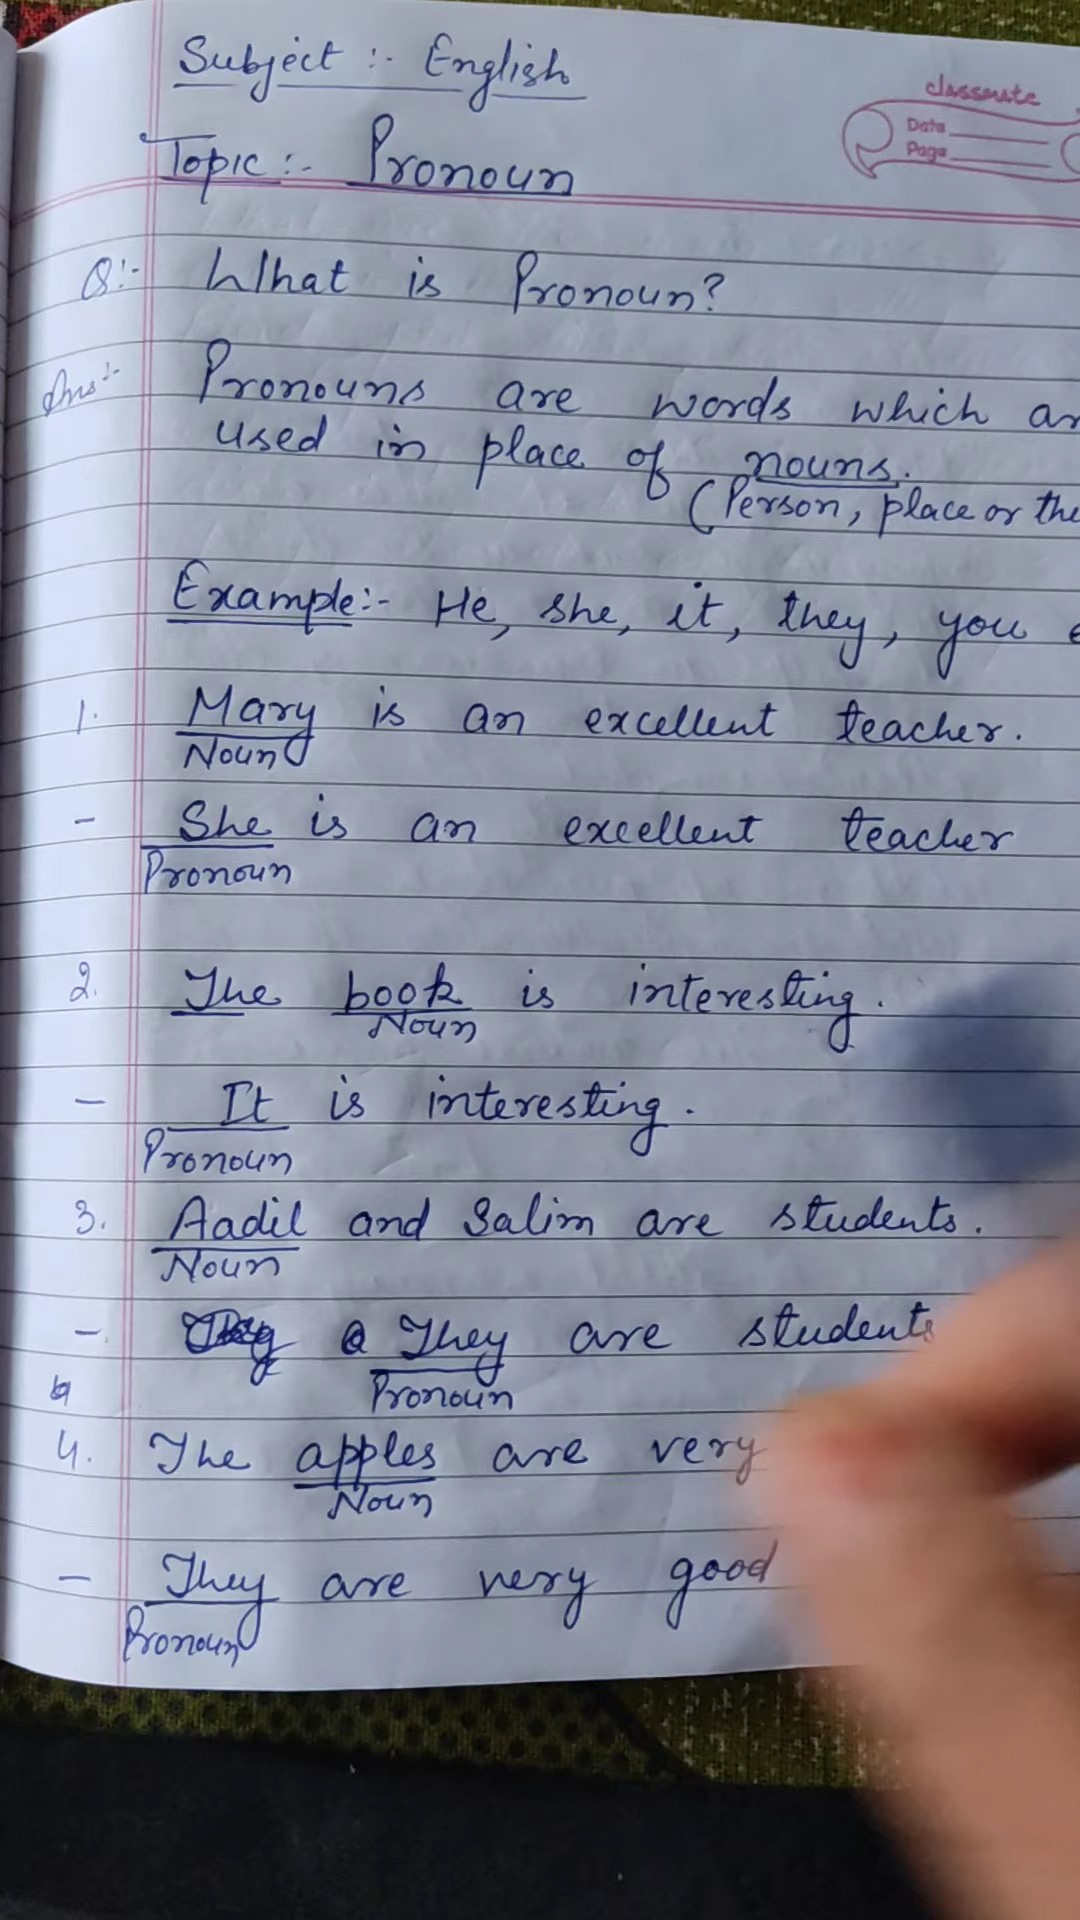 Subject :- English
classmate
Date
Page
Topic :- Pronoun
Q:- What is Pronoun?
Ans:- Pronouns are words which
used in place of nouns.
(Person, place or
Example:- He, she, it, they, you
1. Mary is an excellent teacher.
Noun
- She is an excellent teacher
Pronoun
2. The book is interesting.
Noun
- It is interesting.
Pronoun
3. Aadil and Salim are students.
Noun
- They are students
Pronoun
4. The apples are very
Noun
- They are very good
Pronoun